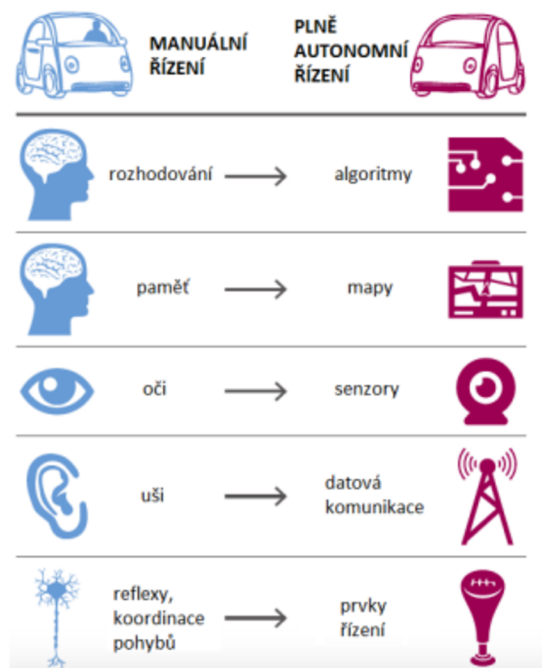 MANUÁLNÍ
ŘÍZENÍ
PLNĚ
AUTONOMNÍ
ŘÍZENÍ
rozhodování
algoritmy
paměť
mapy
oči
senzory
uši
datová
komunikace
reflexy,
koordinace
pohybů
prvky
řízení